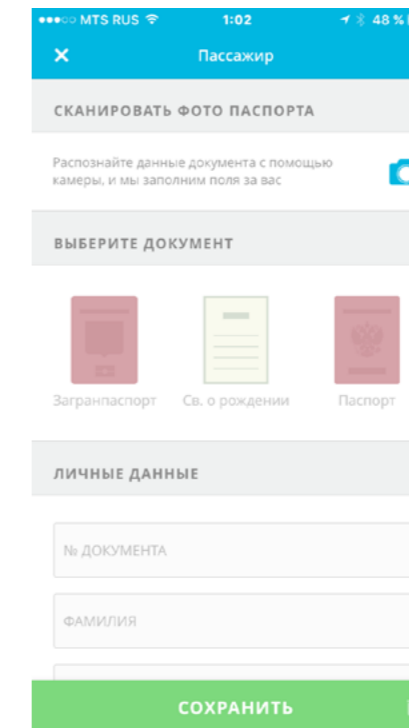 MTS RUS 1:02 48 %
Пассажир
СКАНИРОВАТЬ ФОТО ПАСПОРТА
Распознайте данные документа с помощью
камеры, и мы заполним поля за вас
ВЫБЕРИТЕ ДОКУМЕНТ
Загранпаспорт Св. о рождении Паспорт
ЛИЧНЫЕ ДАННЫЕ
№ ДОКУМЕНТА
ФАМИЛИЯ
СОХРАНИТЬ